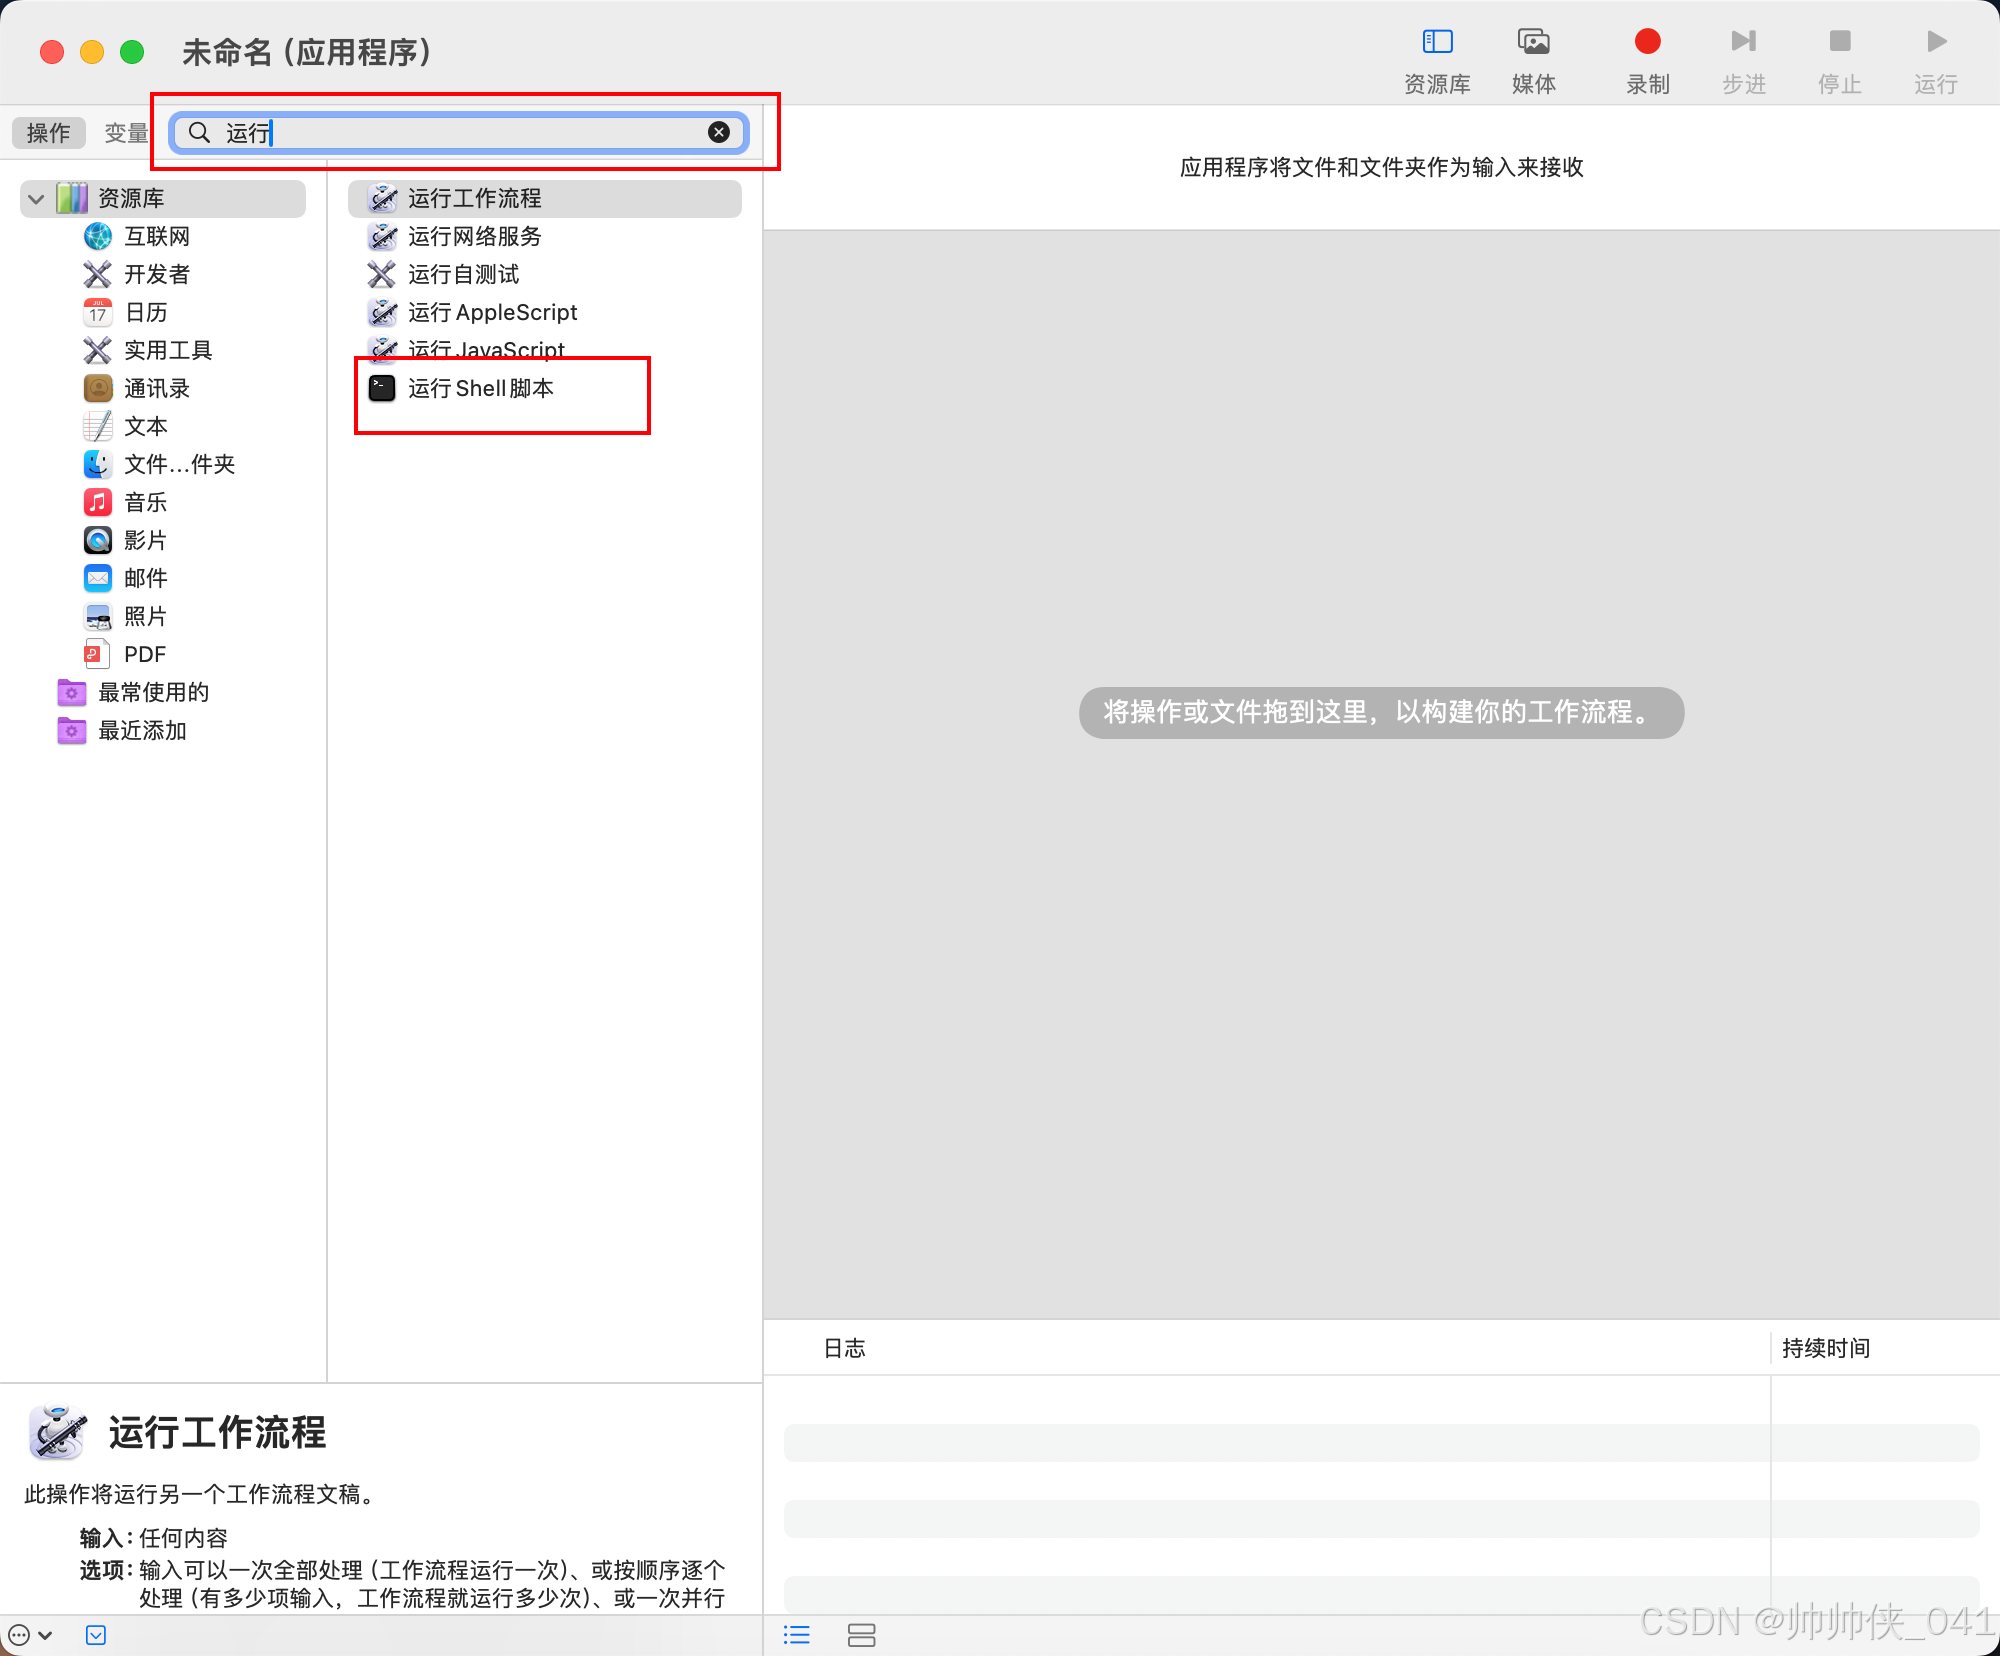 未命名 (应用程序)
资源库
媒体
录制
步进
停止
运行
操作
变量
运行
应用程序将文件和文件夹作为输入来接收
资源库
互联网
开发者
JUL
17
日历
实用工具
通讯录
文本
文件…件夹
音乐
影片
邮件
照片
PDF
最常使用的
最近添加
运行工作流程
运行网络服务
运行自测试
运行 AppleScript
运行 JavaScript
运行 Shell 脚本
将操作或文件拖到这里，以构建你的工作流程。
日志
持续时间
运行工作流程
此操作将运行另一个工作流程文稿。
输入：任何内容
选项：输入可以一次全部处理（工作流程运行一次）、或按顺序逐个
处理（有多少项输入，工作流程就运行多少次）、或一次并行
CSDN @帅帅侠_041